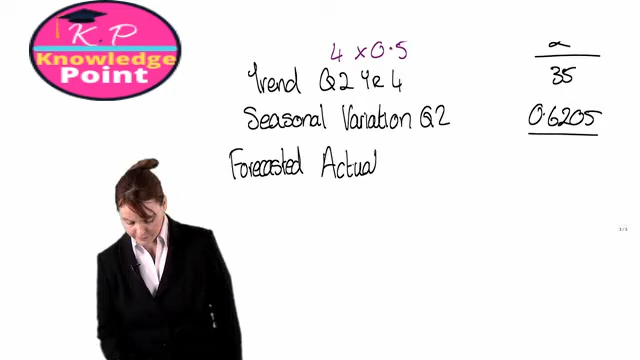 K.P
Knowledge
Point
4 x 0.5
Trend Q2 YR 4 35
Seasonal Variation Q2 0.6205
Forecasted Actual